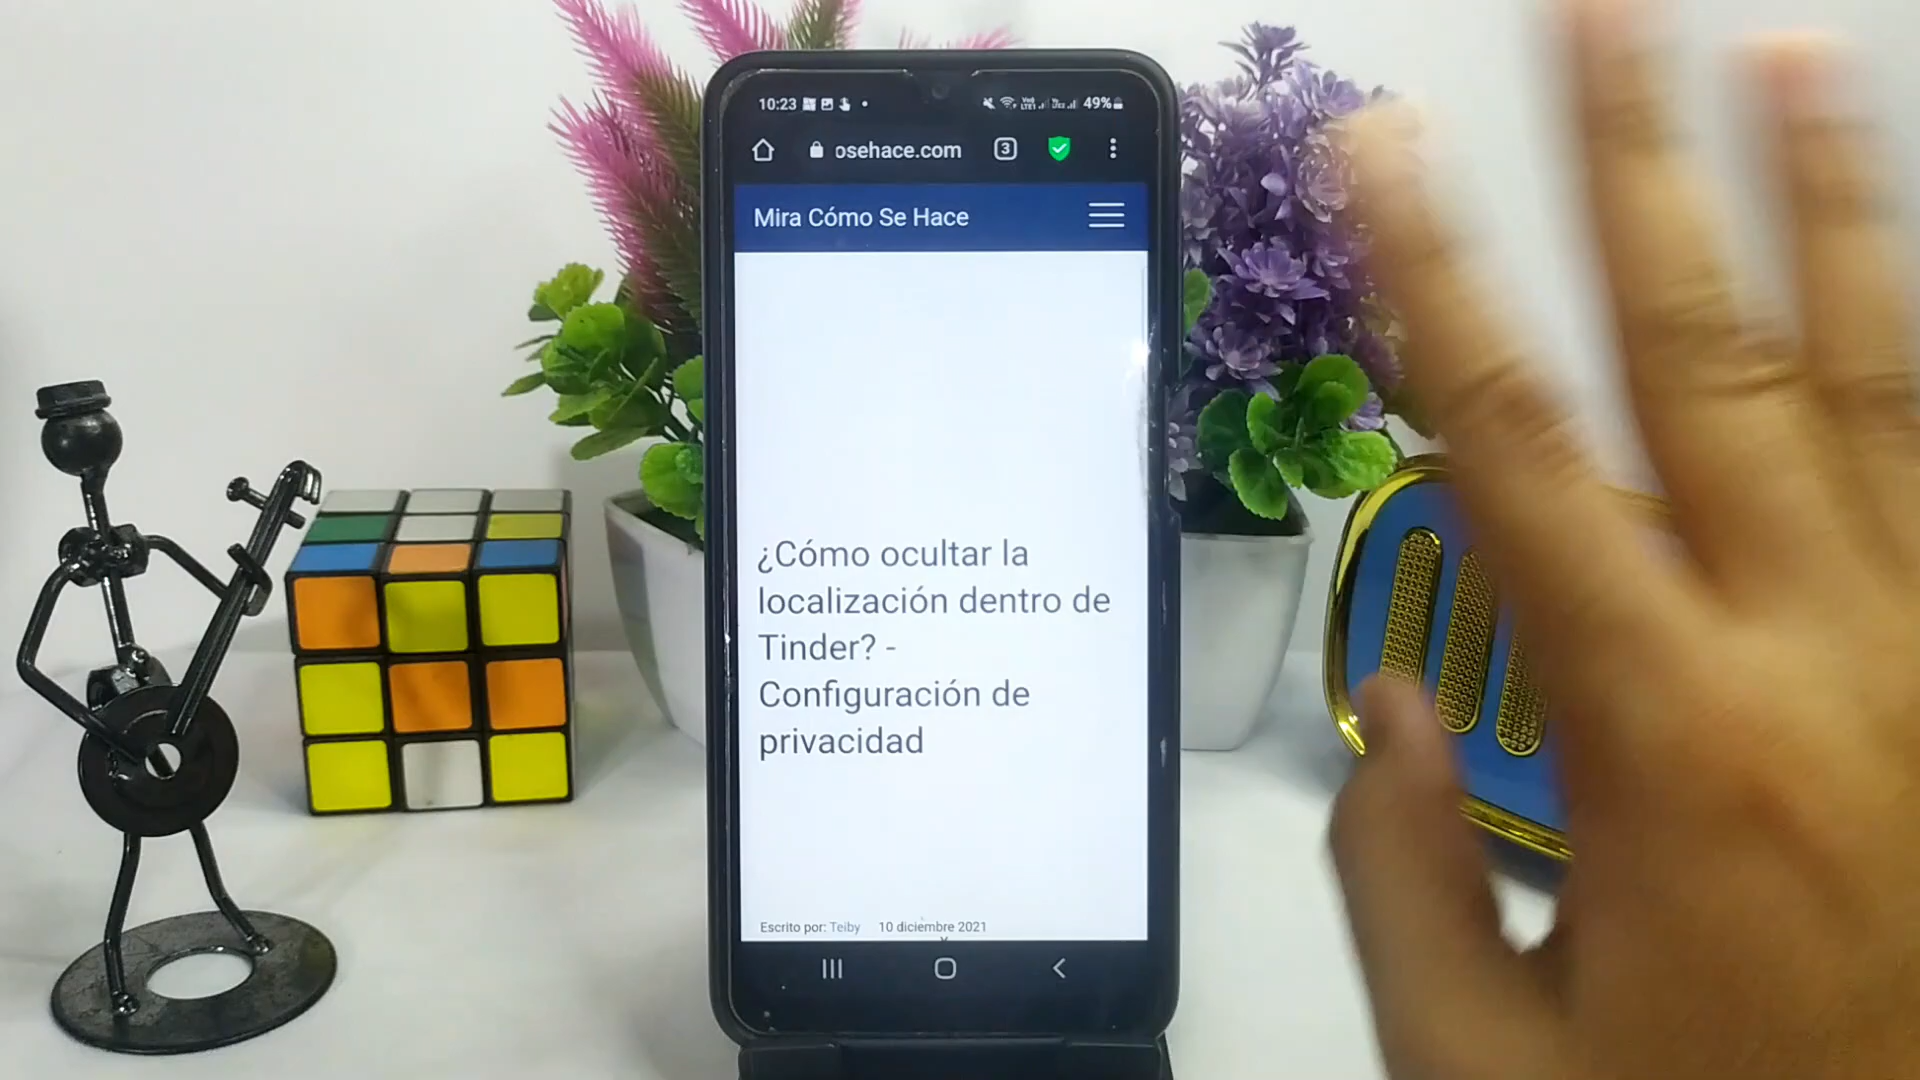 10:23
49%
osehace.com
3
Mira Cómo Se Hace
¿Cómo ocultar la
localización dentro de
Tinder? -
Configuración de
privacidad
Escrito por: Teiby 10 diciembre 2021